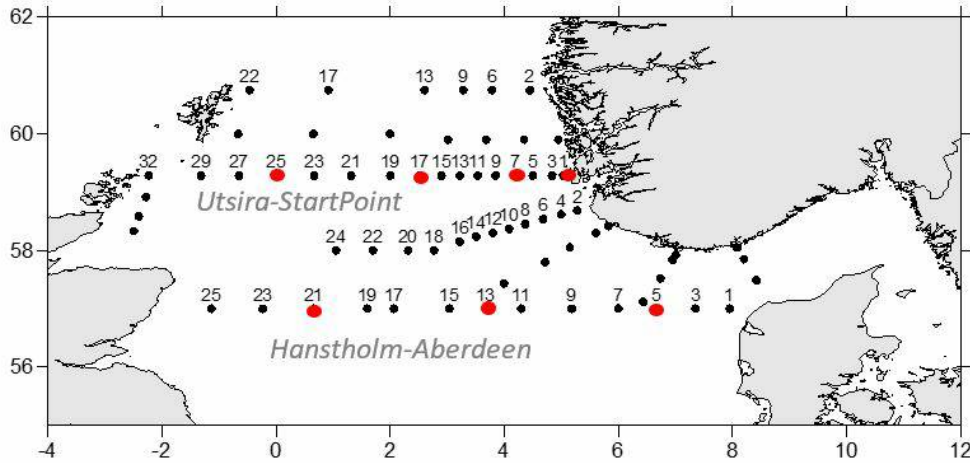 62
22 17 13 9 6 2
60
32 29 27 25 23 21 19 17 15 13 11 9 7 5 3 1
Utsira-StartPoint
24 22 20 18 16 14 12 10 8 6 4 2
58
25 23 21 19 17 15 13 11 9 7 5 3 1
Hanstholm-Aberdeen
56
-4 -2 0 2 4 6 8 10 12